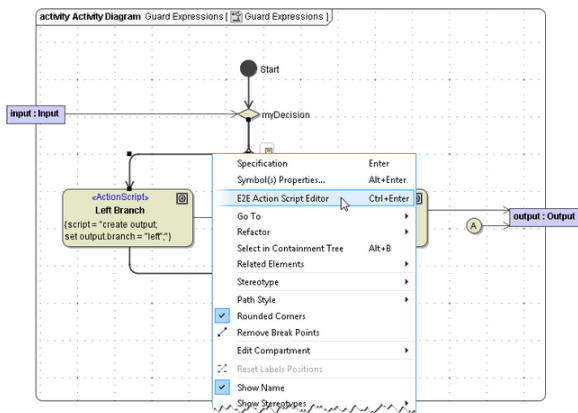 activity Activity Diagram Guard Expressions [ Guard Expressions ]
Start
input : Input
myDecision
«ActionScript»
Left Branch
{script = "create output;
set output.branch = "left";"}
Specification Enter
Symbol(s) Properties... Alt+Enter
E2E Action Script Editor Ctrl+Enter
Go To
Refactor
Select in Containment Tree Alt+B
Related Elements
Stereotype
Path Style
Rounded Corners
Remove Break Points
Edit Compartment
Reset Labels Positions
Show Name
Show Stereotypes
A
output : Output